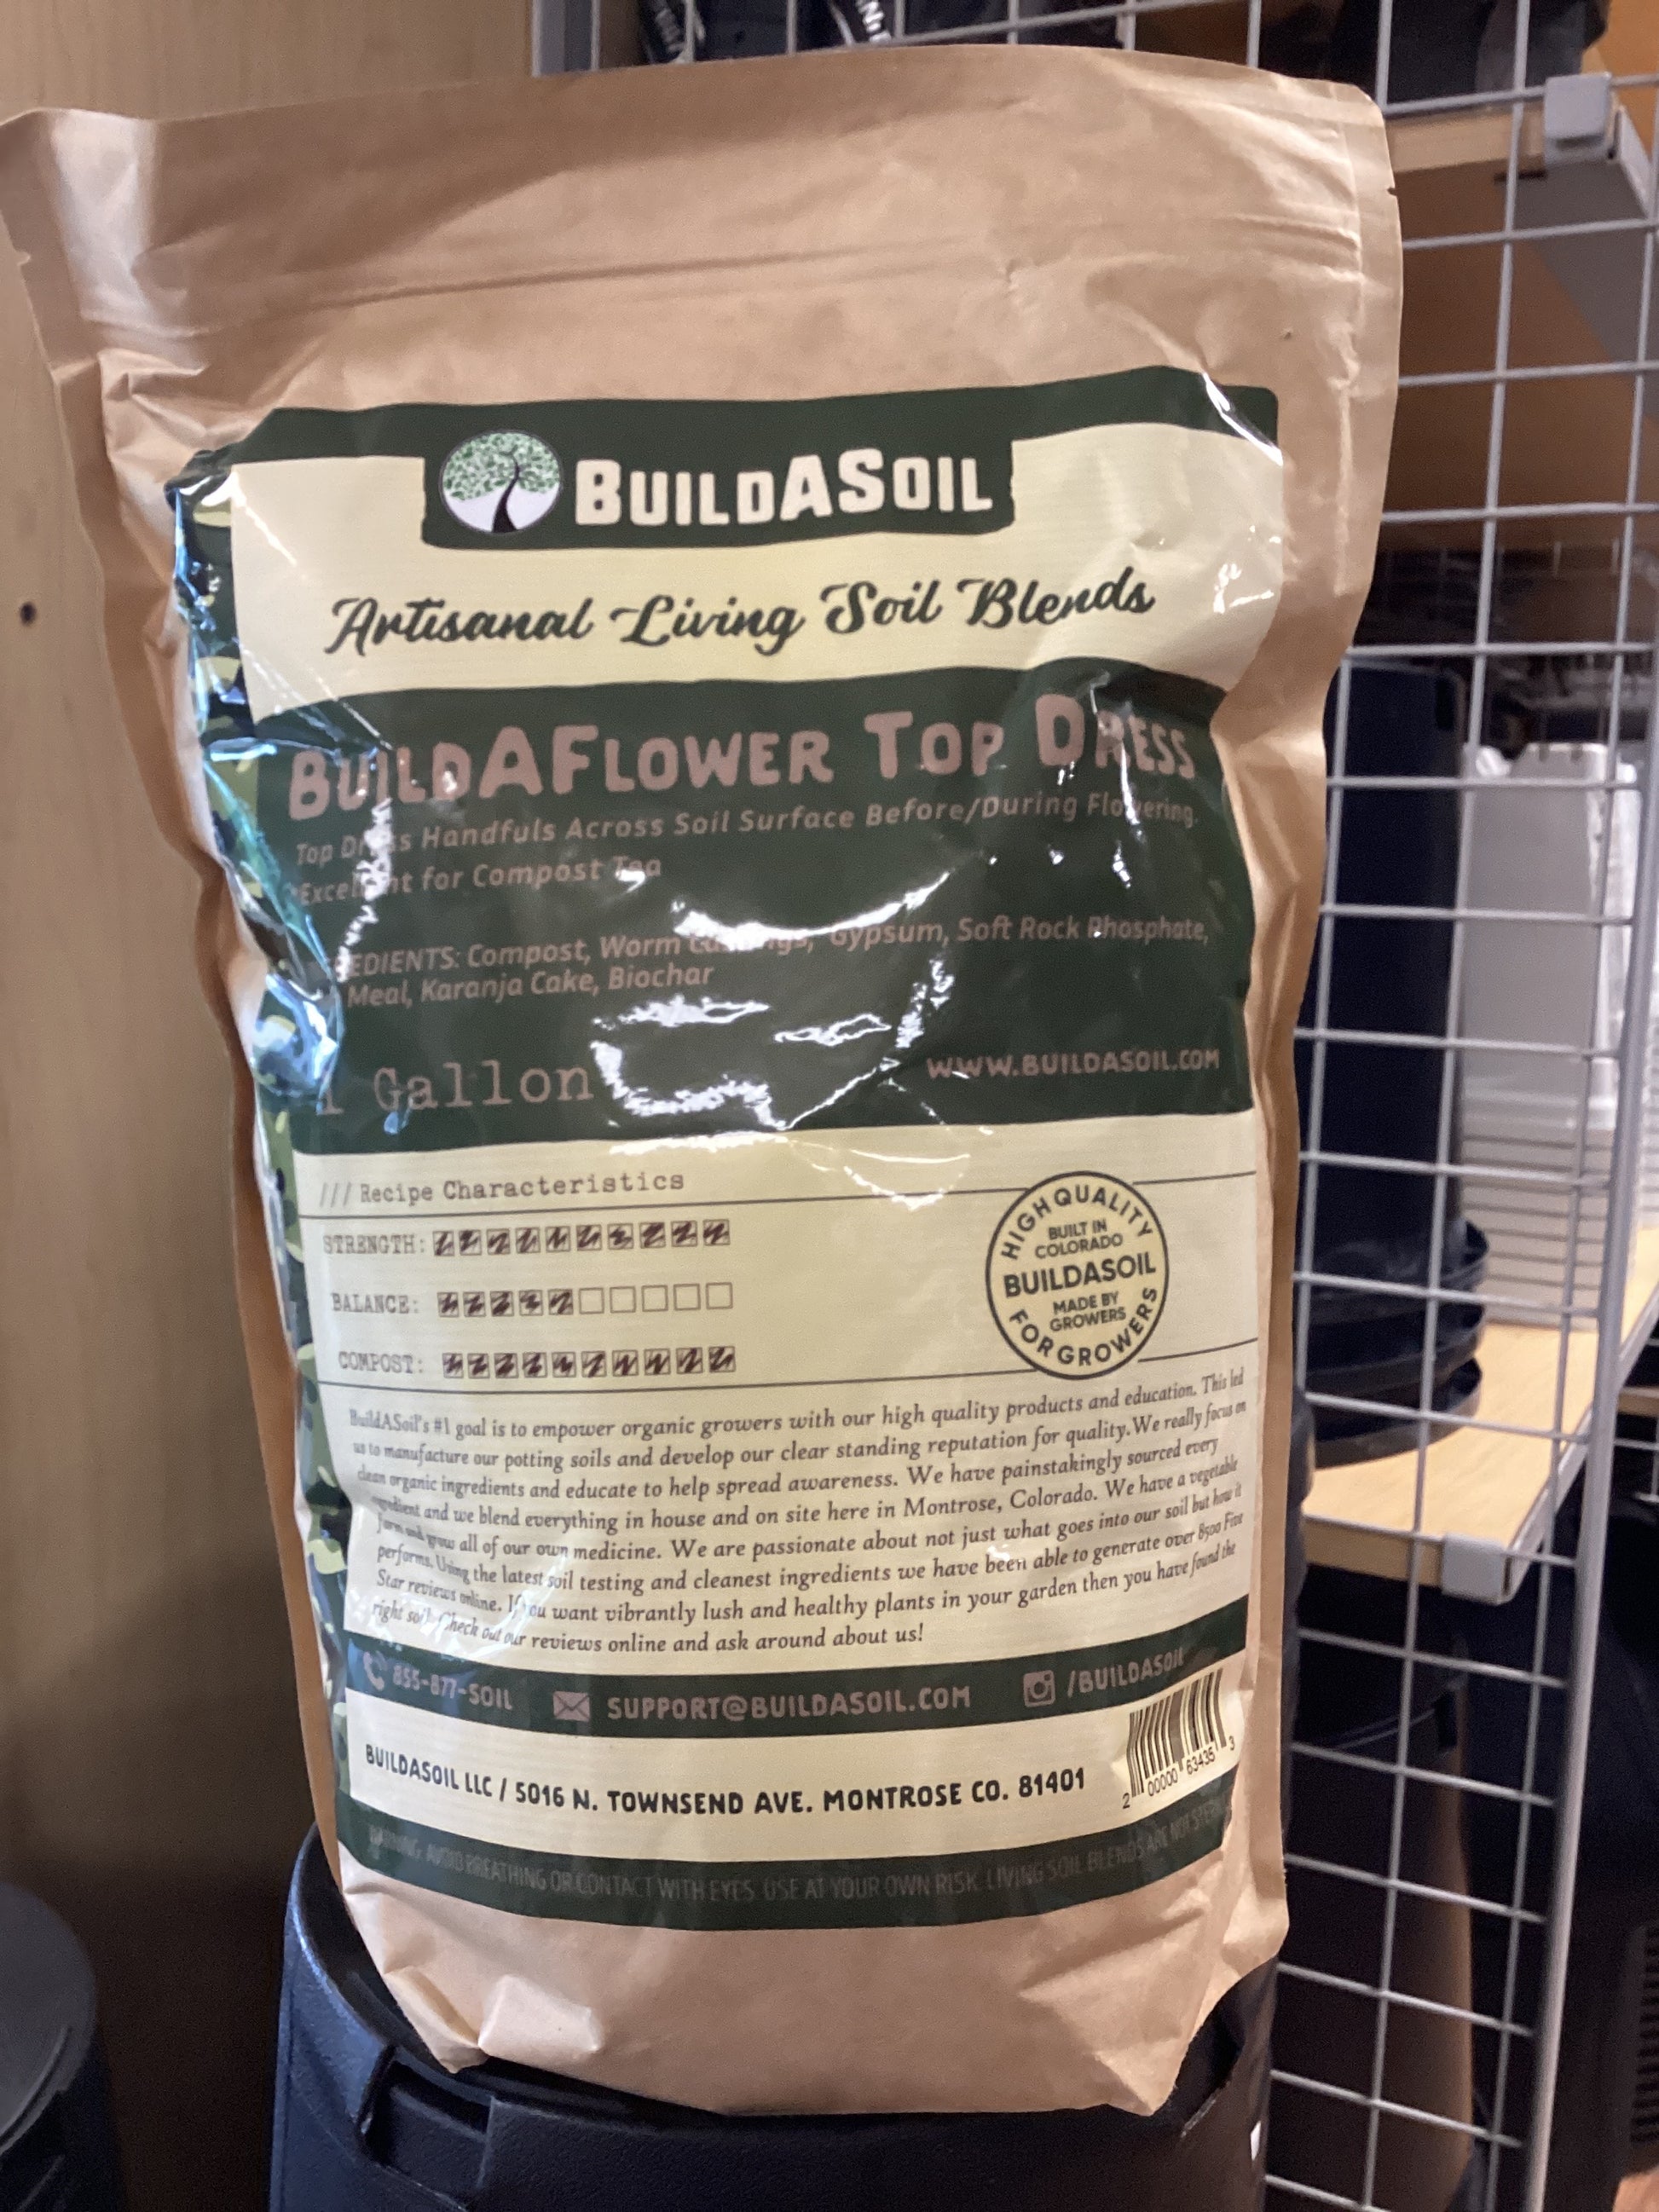 BUILDASOIL
Artisanal Living Soil Blends
BUILDAFLOWER TOP DRESS
Top Dress Handfuls Across Soil Surface Before/During Flowering.
Excellent for Compost Tea
Compost, Worm Castings, Gypsum, Soft Rock Phosphate,
Meal, Karanja Cake, Biochar
1 Gallon
WWW.BUILDASOIL.COM
/// Recipe Characteristics
STRENGTH:
BALANCE:
COMPOST:
HIGH QUALITY
BUILT IN
COLORADO
BUILDASOIL
MADE BY
GROWERS
FOR GROWERS
BuildASoil's #1 goal is to empower organic growers with our high quality products and education. This led
us to manufacture our potting soils and develop our clear standing reputation for quality. We really focus on
clean organic ingredients and educate to help spread awareness. We have painstakingly sourced every
ingredient and we blend everything in house and on site here in Montrose, Colorado. We have a vegetable
farm and grow all of our own medicine. We are passionate about not just what goes into our soil but how it
performs. Using the latest soil testing and cleanest ingredients we have been able to generate over 8500 Five
Star reviews online. If you want vibrantly lush and healthy plants in your garden then you have found the
right soil! Check out our reviews online and ask around about us!
855-877-SOIL
SUPPORT@BUILDASOIL.COM
/BUILDASOIL
BUILDASOIL LLC / 5016 N. TOWNSEND AVE. MONTROSE CO. 81401
2 00000 63435 3
WARNING, AVOID BREATHING OR CONTACT WITH EYES. USE AT YOUR OWN RISK. LIVING SOIL BLENDS ARE NOT